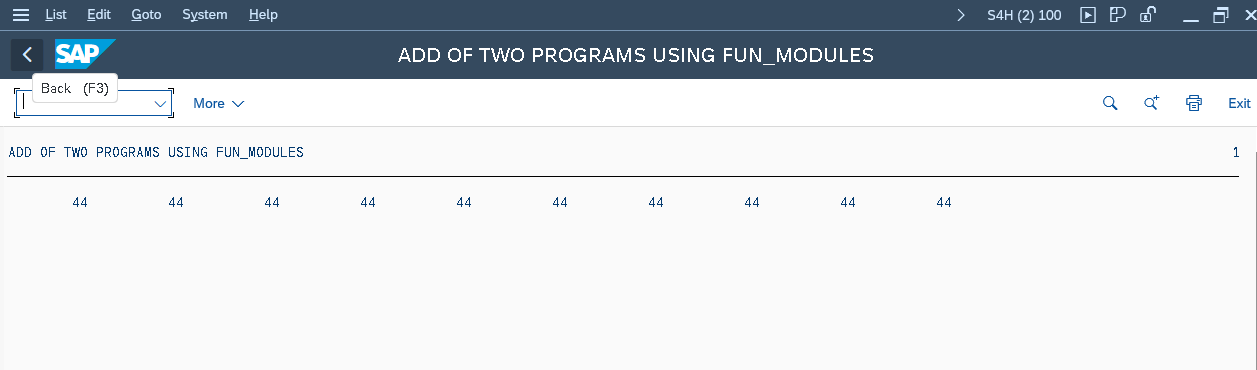 List Edit Goto System Help S4H (2) 100
SAP ADD OF TWO PROGRAMS USING FUN_MODULES
Back (F3)
More Exit
ADD OF TWO PROGRAMS USING FUN_MODULES 1
44 44 44 44 44 44 44 44 44 44